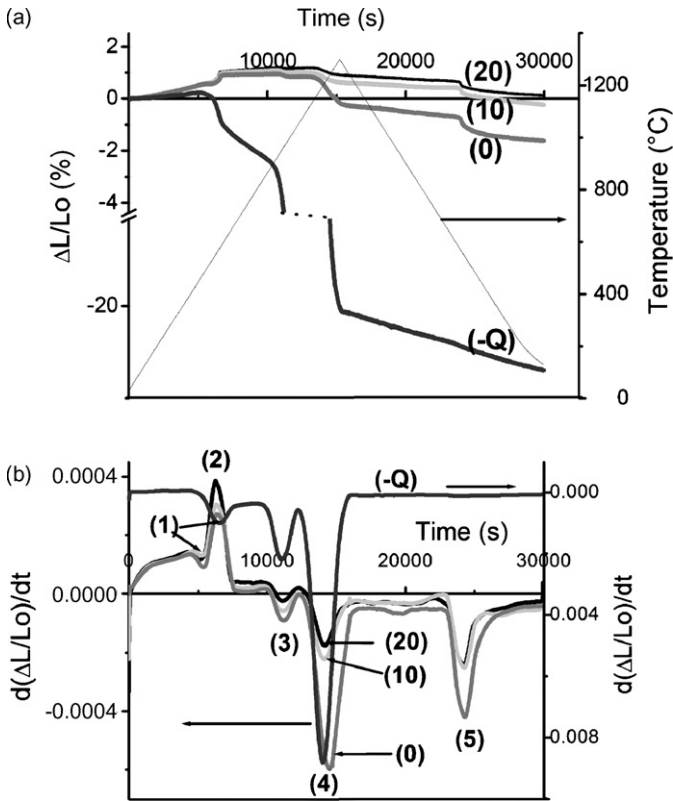 (a)
Time (s)
10000 20000 30000
2
0
-2
-4
-20
ΔL/Lo (%)
1200
800
400
0
Temperature (°C)
(20)
(10)
(0)
(-Q)
(b)
0.0004
0.0000
-0.0004
d(ΔL/Lo)/dt
(2)
(1)
(-Q)
Time (s)
0 10000 20000 30000
0.000
0.004
0.008
d(ΔL/Lo)/dt
(3)
(20)
(10)
(0)
(4)
(5)